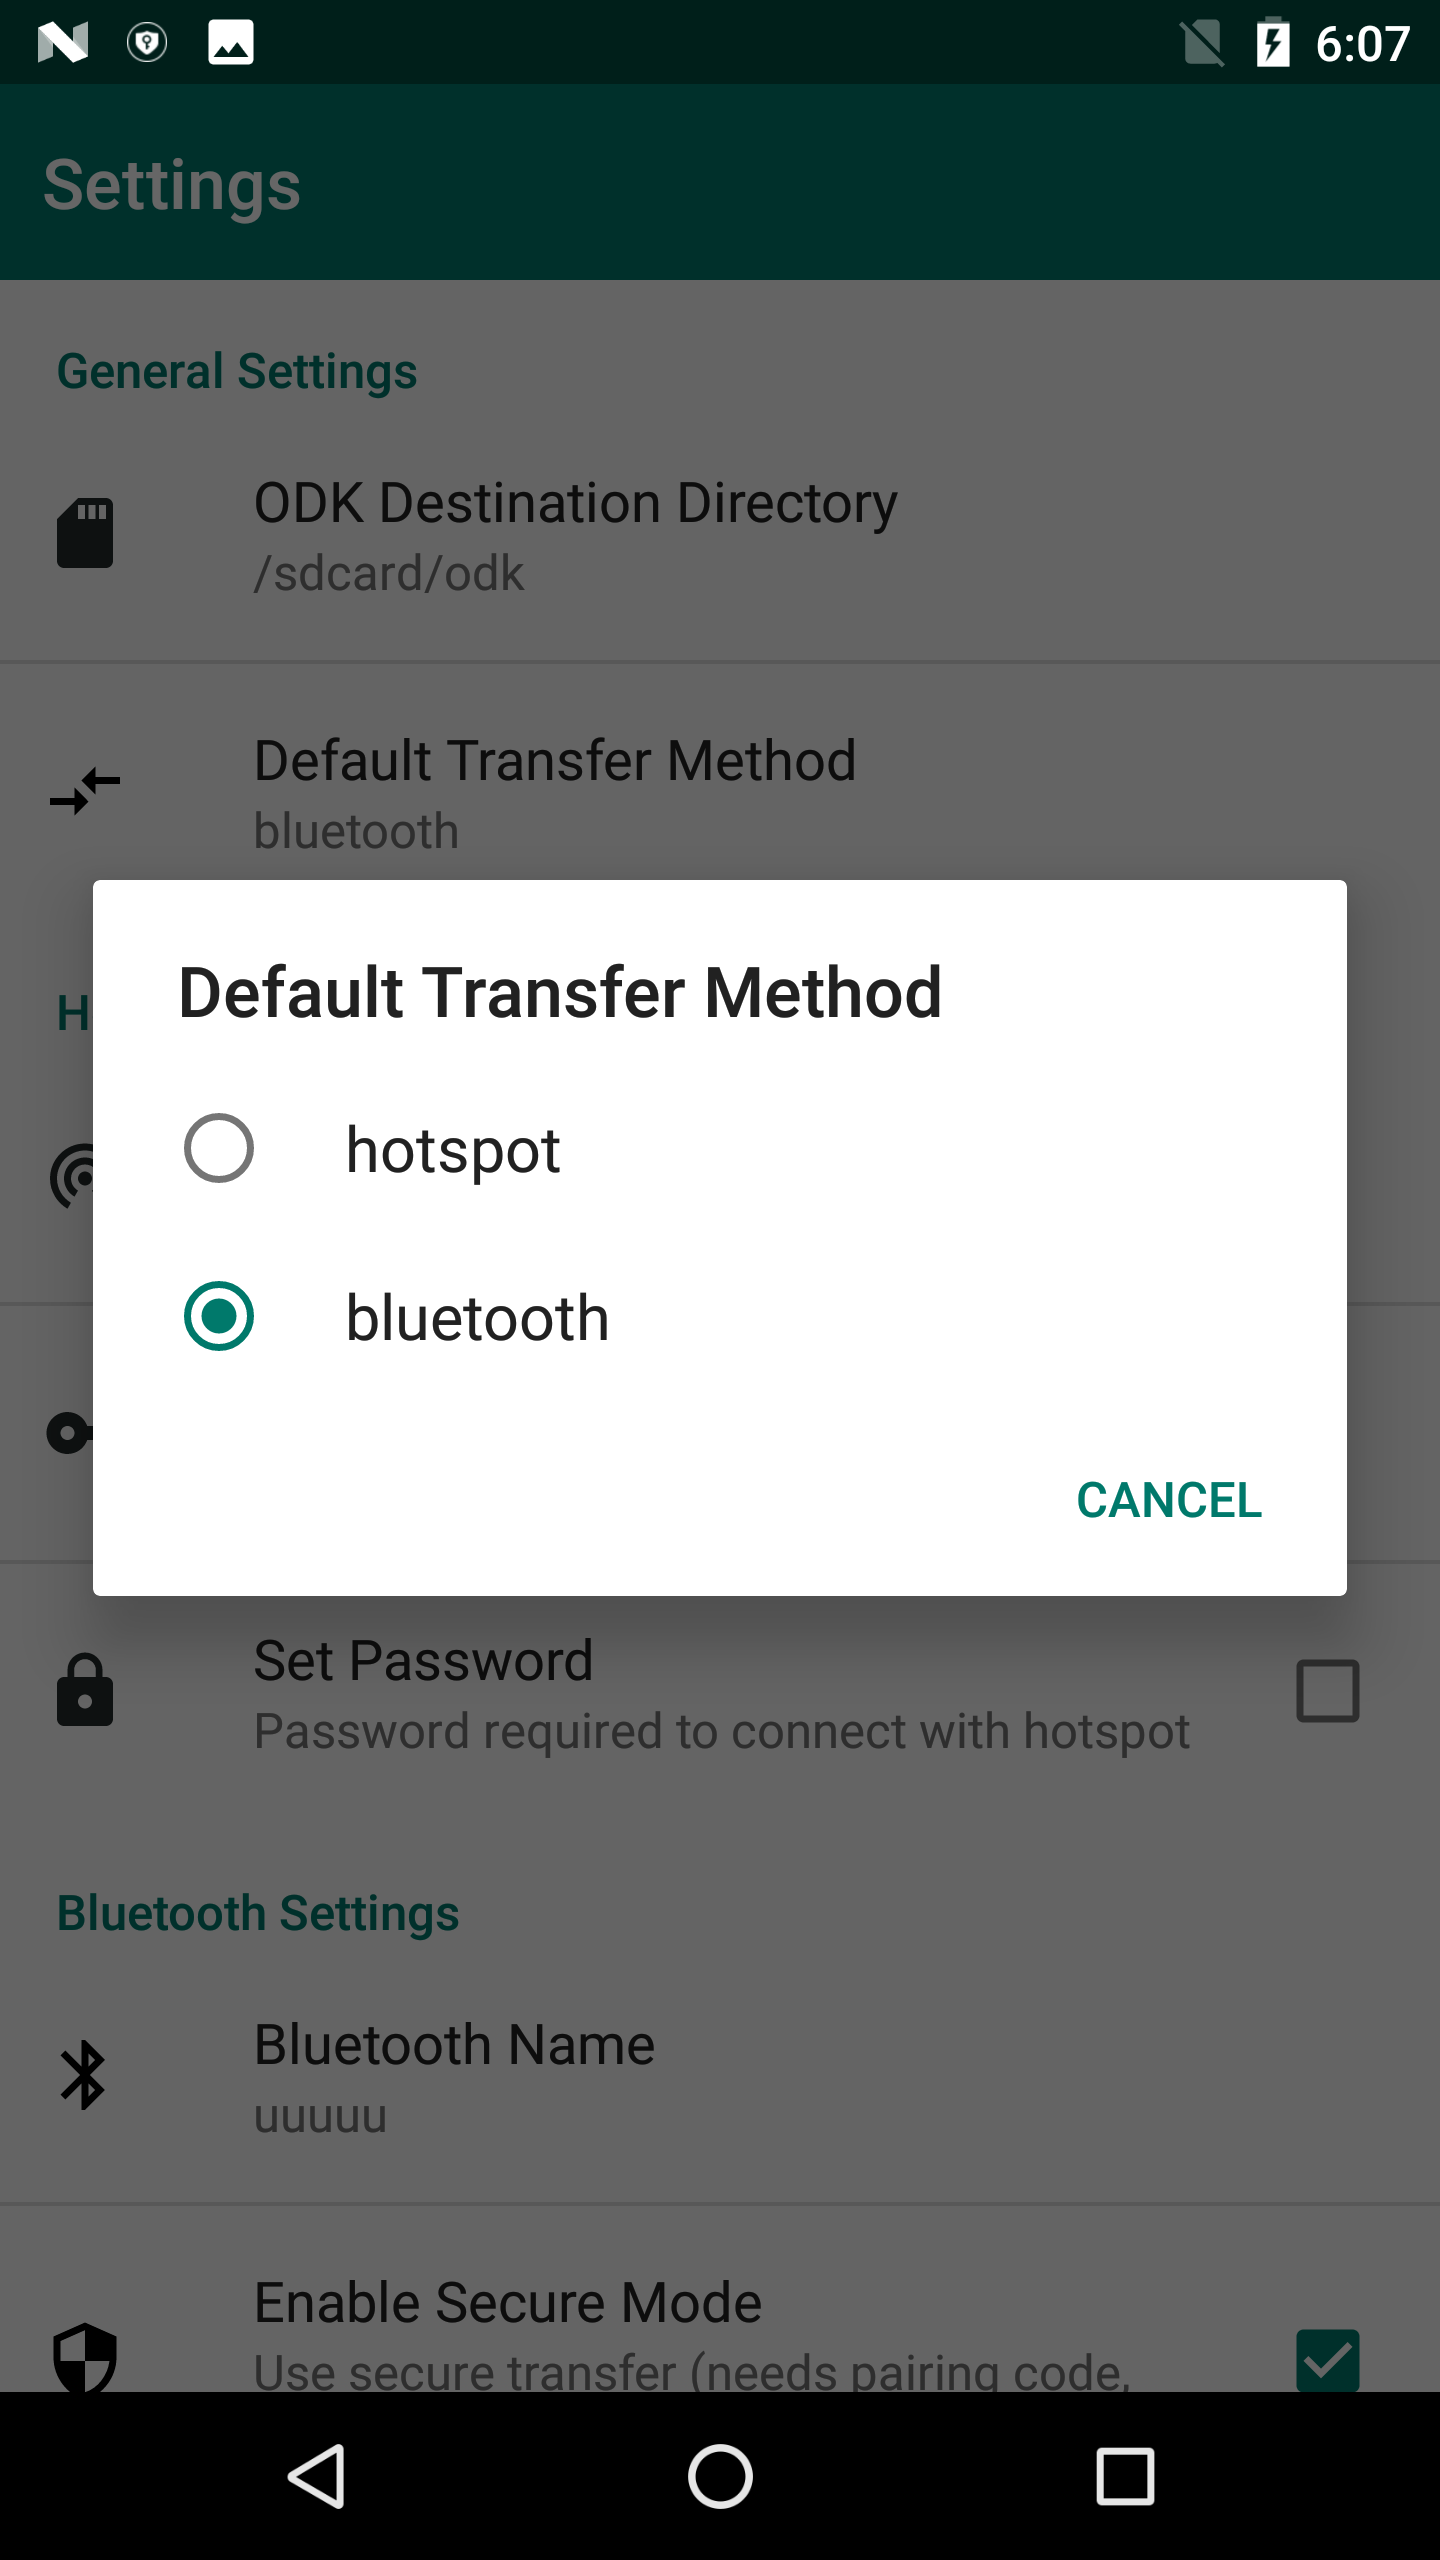 6:07
Settings
General Settings
ODK Destination Directory
/sdcard/odk
Default Transfer Method
bluetooth
H
Default Transfer Method
hotspot
bluetooth
CANCEL
Set Password
Password required to connect with hotspot
Bluetooth Settings
Bluetooth Name
uuuuu
Enable Secure Mode
Use secure transfer (needs pairing code,